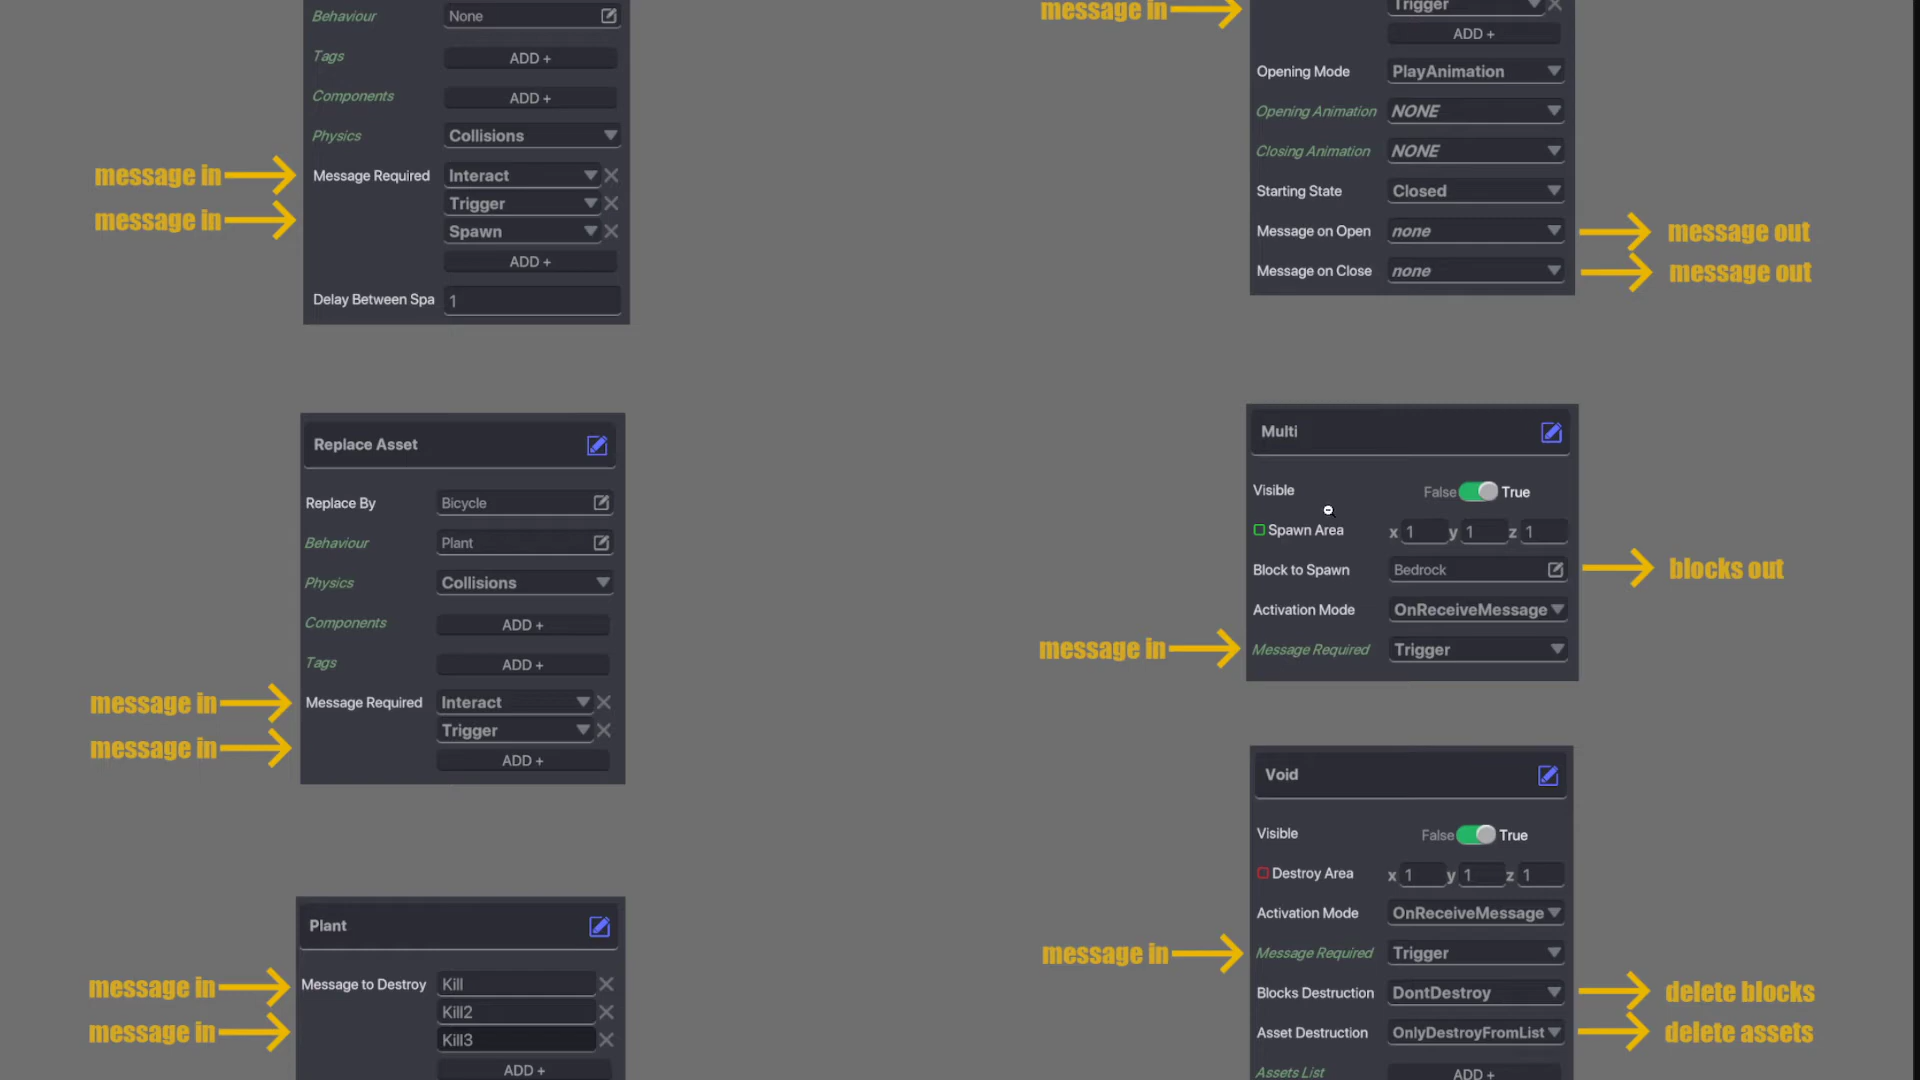 Behaviour None
Tags ADD +
Components ADD +
Physics Collisions
message in Message Required Interact
Trigger
message in Spawn
ADD +
Delay Between Spa 1
Replace Asset
Replace By Bicycle
Behaviour Plant
Physics Collisions
Components ADD +
Tags ADD +
message in Message Required Interact
message in Trigger
ADD +
Plant
message in Message to Destroy Kill
Kill2
message in Kill3
ADD +
message in Trigger
ADD +
Opening Mode PlayAnimation
Opening Animation NONE
Closing Animation NONE
Starting State Closed
Message on Open none message out
Message on Close none message out
Multi
Visible False True
Spawn Area x 1 y 1 z 1
Block to Spawn Bedrock blocks out
Activation Mode OnReceiveMessage
message in Message Required Trigger
Void
Visible False True
Destroy Area x 1 y 1 z 1
Activation Mode OnReceiveMessage
message in Message Required Trigger
Blocks Destruction DontDestroy delete blocks
Asset Destruction OnlyDestroyFromList delete assets
Assets List ADD +